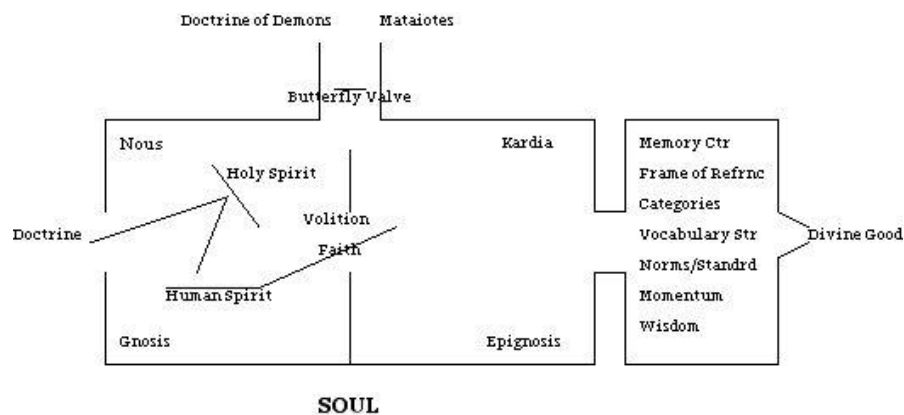 Doctrine of Demons Mataiotes
Butterfly Valve
Nous
Kardia
Memory Ctr
Holy Spirit
Frame of Refrnc
Categories
Volition
Doctrine
Vocabulary Str
Divine Good
Faith
Norms/Standrd
Human Spirit
Momentum
Wisdom
Gnosis
Epignosis
SOUL